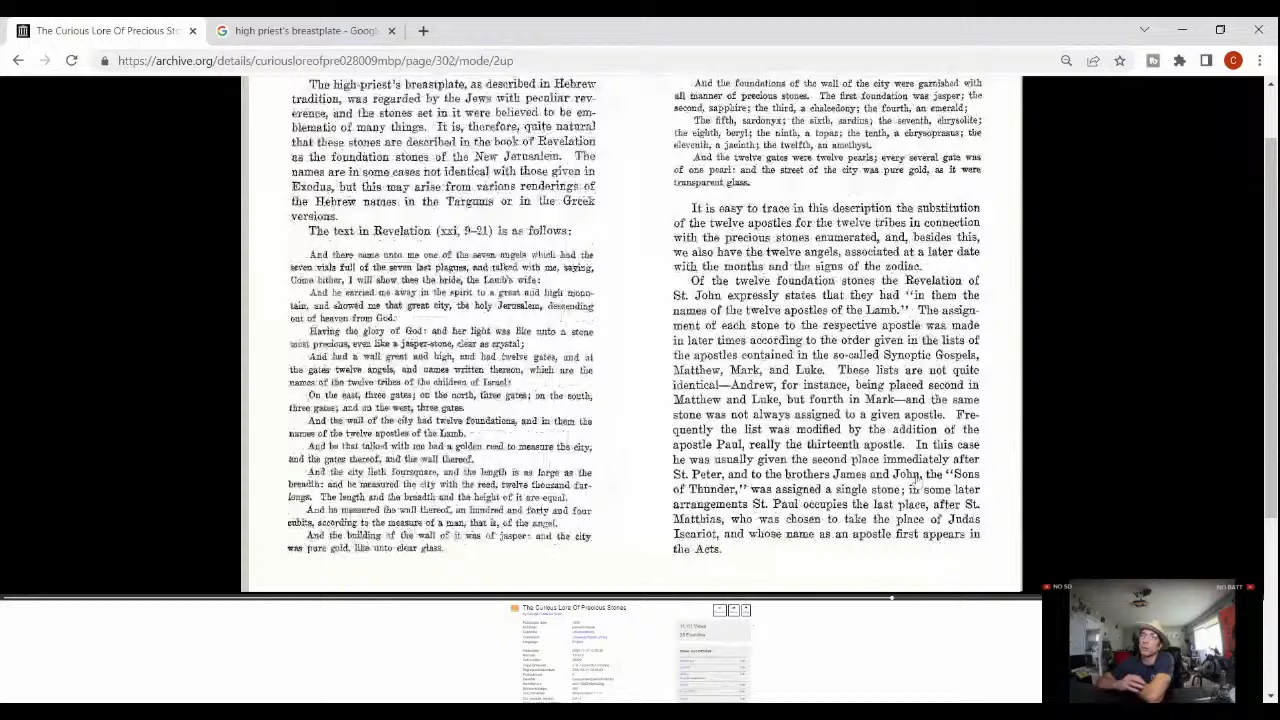 The Curious Lore Of Precious Sto
high priest's breastplate - Google
https://archive.org/details/curiousloreofpre028009mbp/page/302/mode/2up
C
The high-priest's breastplate, as described in Hebrew
tradition, was regarded by the Jews with peculiar rev-
erence, and the stones set in it were believed to be em-
blematic of many things. It is, therefore, quite natural
that these stones are described in the book of Revelation
as the foundation stones of the New Jerusalem. The
names are in some cases not identical with those given in
Exodus, but this may arise from various renderings of
the Hebrew names in the Targums or in the Greek
versions.
The text in Revelation (xxi, 9–21) is as follows:
And there came unto me one of the seven angels which had the
seven vials full of the seven last plagues, and talked with me, saying,
Come hither, I will show thee the bride, the Lamb's wife:
And he carried me away in the spirit to a great and high moun-
tain, and showed me that great city, the holy Jerusalem, descending
out of heaven from God:
Having the glory of God: and her light was like unto a stone
most precious, even like a jasper-stone, clear as crystal;
And had a wall great and high, and had twelve gates, and at
the gates twelve angels, and names written thereon, which are the
names of the twelve tribes of the children of Israel:
On the east, three gates; on the north, three gates; on the south,
three gates; and on the west, three gates.
And the wall of the city had twelve foundations, and in them the
names of the twelve apostles of the Lamb.
And he that talked with me had a golden reed to measure the city,
and the gates thereof, and the wall thereof.
And the city lieth foursquare, and the length is as large as the
breadth: and he measured the city with the reed, twelve thousand fur-
longs. The length and the breadth and the height of it are equal.
And he measured the wall thereof, an hundred and forty and four
cubits, according to the measure of a man, that is, of the angel.
And the building of the wall of it was of jasper: and the city
was pure gold, like unto clear glass.
And the foundations of the wall of the city were garnished with
all manner of precious stones. The first foundation was jasper; the
second, sapphire; the third, a chalcedony; the fourth, an emerald;
The fifth, sardonyx; the sixth, sardius; the seventh, chrysolite;
the eighth, beryl; the ninth, a topaz; the tenth, a chrysoprasus; the
eleventh, a jacinth; the twelfth, an amethyst.
And the twelve gates were twelve pearls; every several gate was
of one pearl: and the street of the city was pure gold, as it were
transparent glass.
It is easy to trace in this description the substitution
of the twelve apostles for the twelve tribes in connection
with the precious stones enumerated, and, besides this,
we also have the twelve angels, associated at a later date
with the months and the signs of the zodiac.
Of the twelve foundation stones the Revelation of
St. John expressly states that they had "in them the
names of the twelve apostles of the Lamb." The assign-
ment of each stone to the respective apostle was made
in later times according to the order given in the lists of
the apostles contained in the so-called Synoptic Gospels,
Matthew, Mark, and Luke. These lists are not quite
identical—Andrew, for instance, being placed second in
Matthew and Luke, but fourth in Mark—and the same
stone was not always assigned to a given apostle. Fre-
quently the list was modified by the addition of the
apostle Paul, really the thirteenth apostle. In this case
he was usually given the second place immediately after
St. Peter, and to the brothers James and John, the "Sons
of Thunder," was assigned a single stone; in some later
arrangements St. Paul occupies the last place, after St.
Matthias, who was chosen to take the place of Judas
Iscariot, and whose name as an apostle first appears in
the Acts.
NO SD
NO BATT
The Curious Lore Of Precious Stones